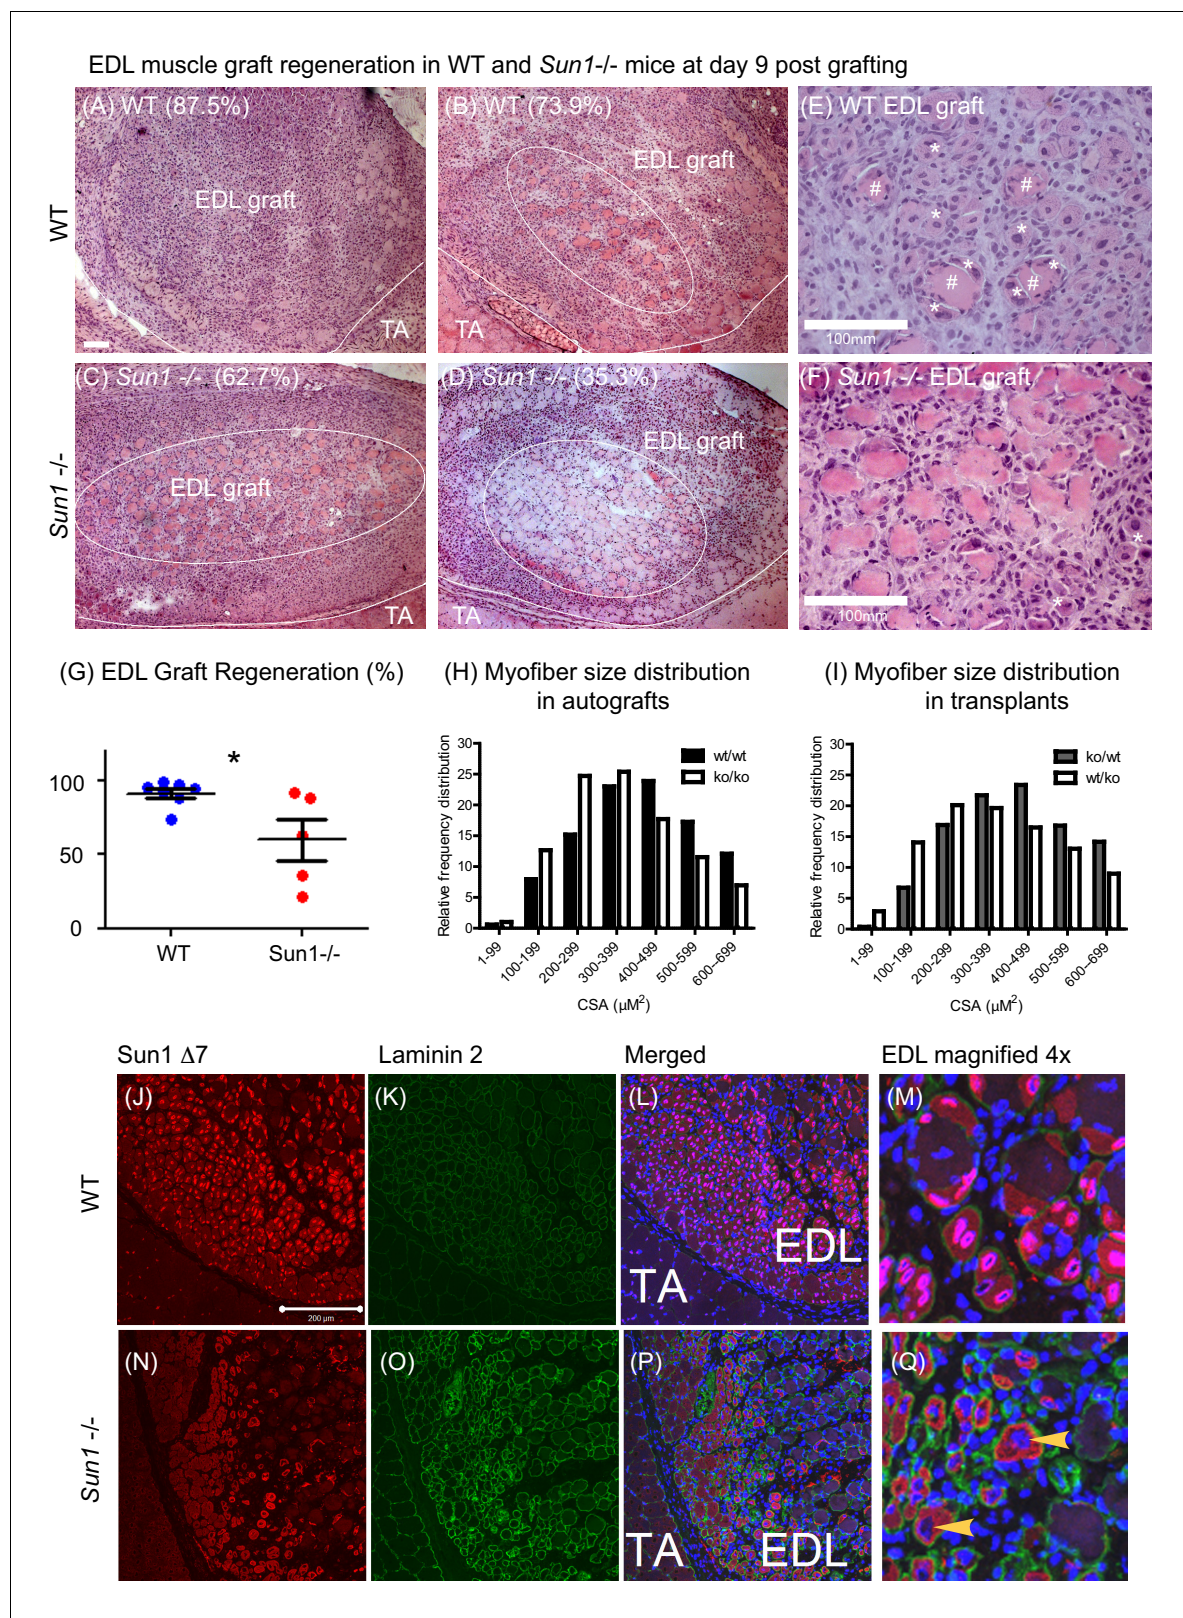 EDL muscle graft regeneration in WT and Sun1-/- mice at day 9 post grafting
WT
(A) WT (87.5%)
EDL graft
TA
(B) WT (73.9%)
EDL graft
TA
(E) WT EDL graft
*
#
#
*
*
*
*
#
*
#
*
100mm
Sun1 -/-
(C) Sun1 -/- (62.7%)
EDL graft
TA
(D) Sun1 -/- (35.3%)
EDL graft
TA
(F) Sun1 -/- EDL graft
*
*
100mm
(G) EDL Graft Regeneration (%)
*
100
50
0
WT
Sun1-/-
(H) Myofiber size distribution
in autografts
Relative frequency distribution
30
25
20
15
10
5
0
wt/wt
ko/ko
1-99
100-199
200-299
300-399
400-499
500-599
600–699
CSA (µM²)
(I) Myofiber size distribution
in transplants
Relative frequency distribution
30
25
20
15
10
5
0
ko/wt
wt/ko
1-99
100-199
200-299
300-399
400-499
500-599
600–699
CSA (µM²)
Sun1 Δ7
Laminin 2
Merged
EDL magnified 4x
WT
(J)
200 µm
(K)
(L)
EDL
TA
(M)
Sun1 -/-
(N)
(O)
(P)
TA
EDL
(Q)